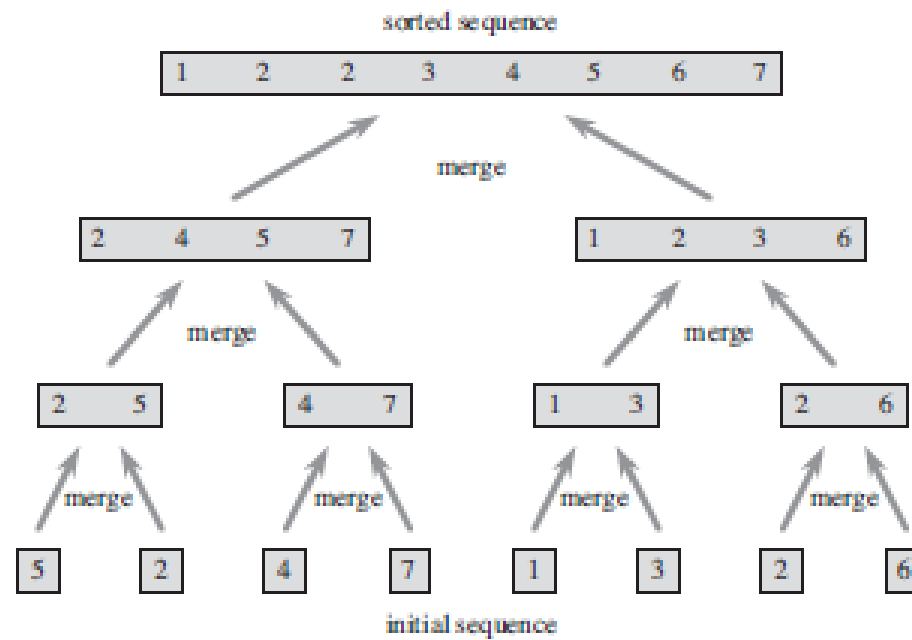 sorted sequence
1 2 2 3 4 5 6 7
merge
2 4 5 7
1 2 3 6
merge
merge
2 5
4 7
1 3
2 6
merge
merge
merge
merge
5
2
4
7
1
3
2
6
initial sequence